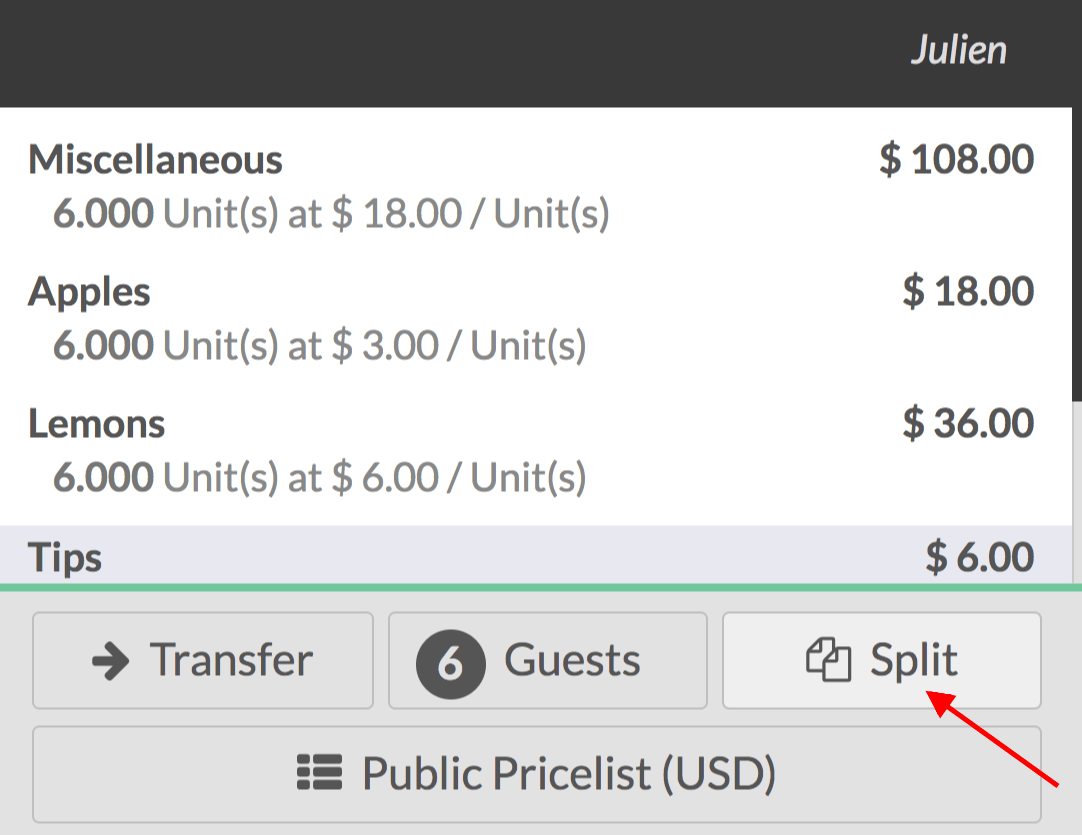 Julien
Miscellaneous $ 108.00
6.000 Unit(s) at $ 18.00 / Unit(s)
Apples $ 18.00
6.000 Unit(s) at $ 3.00 / Unit(s)
Lemons $ 36.00
6.000 Unit(s) at $ 6.00 / Unit(s)
Tips $ 6.00
Transfer 6 Guests Split
Public Pricelist (USD)